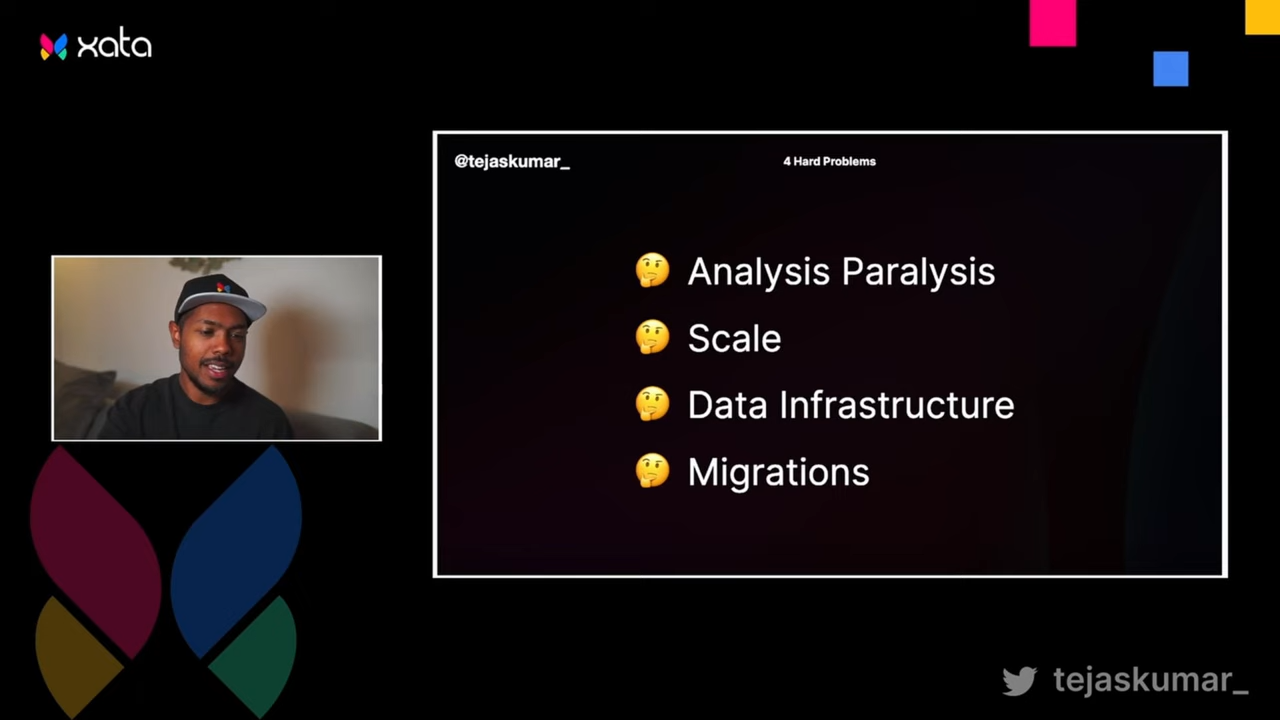 xata
@tejaskumar_
4 Hard Problems
🤔 Analysis Paralysis
🤔 Scale
🤔 Data Infrastructure
🤔 Migrations
tejaskumar_